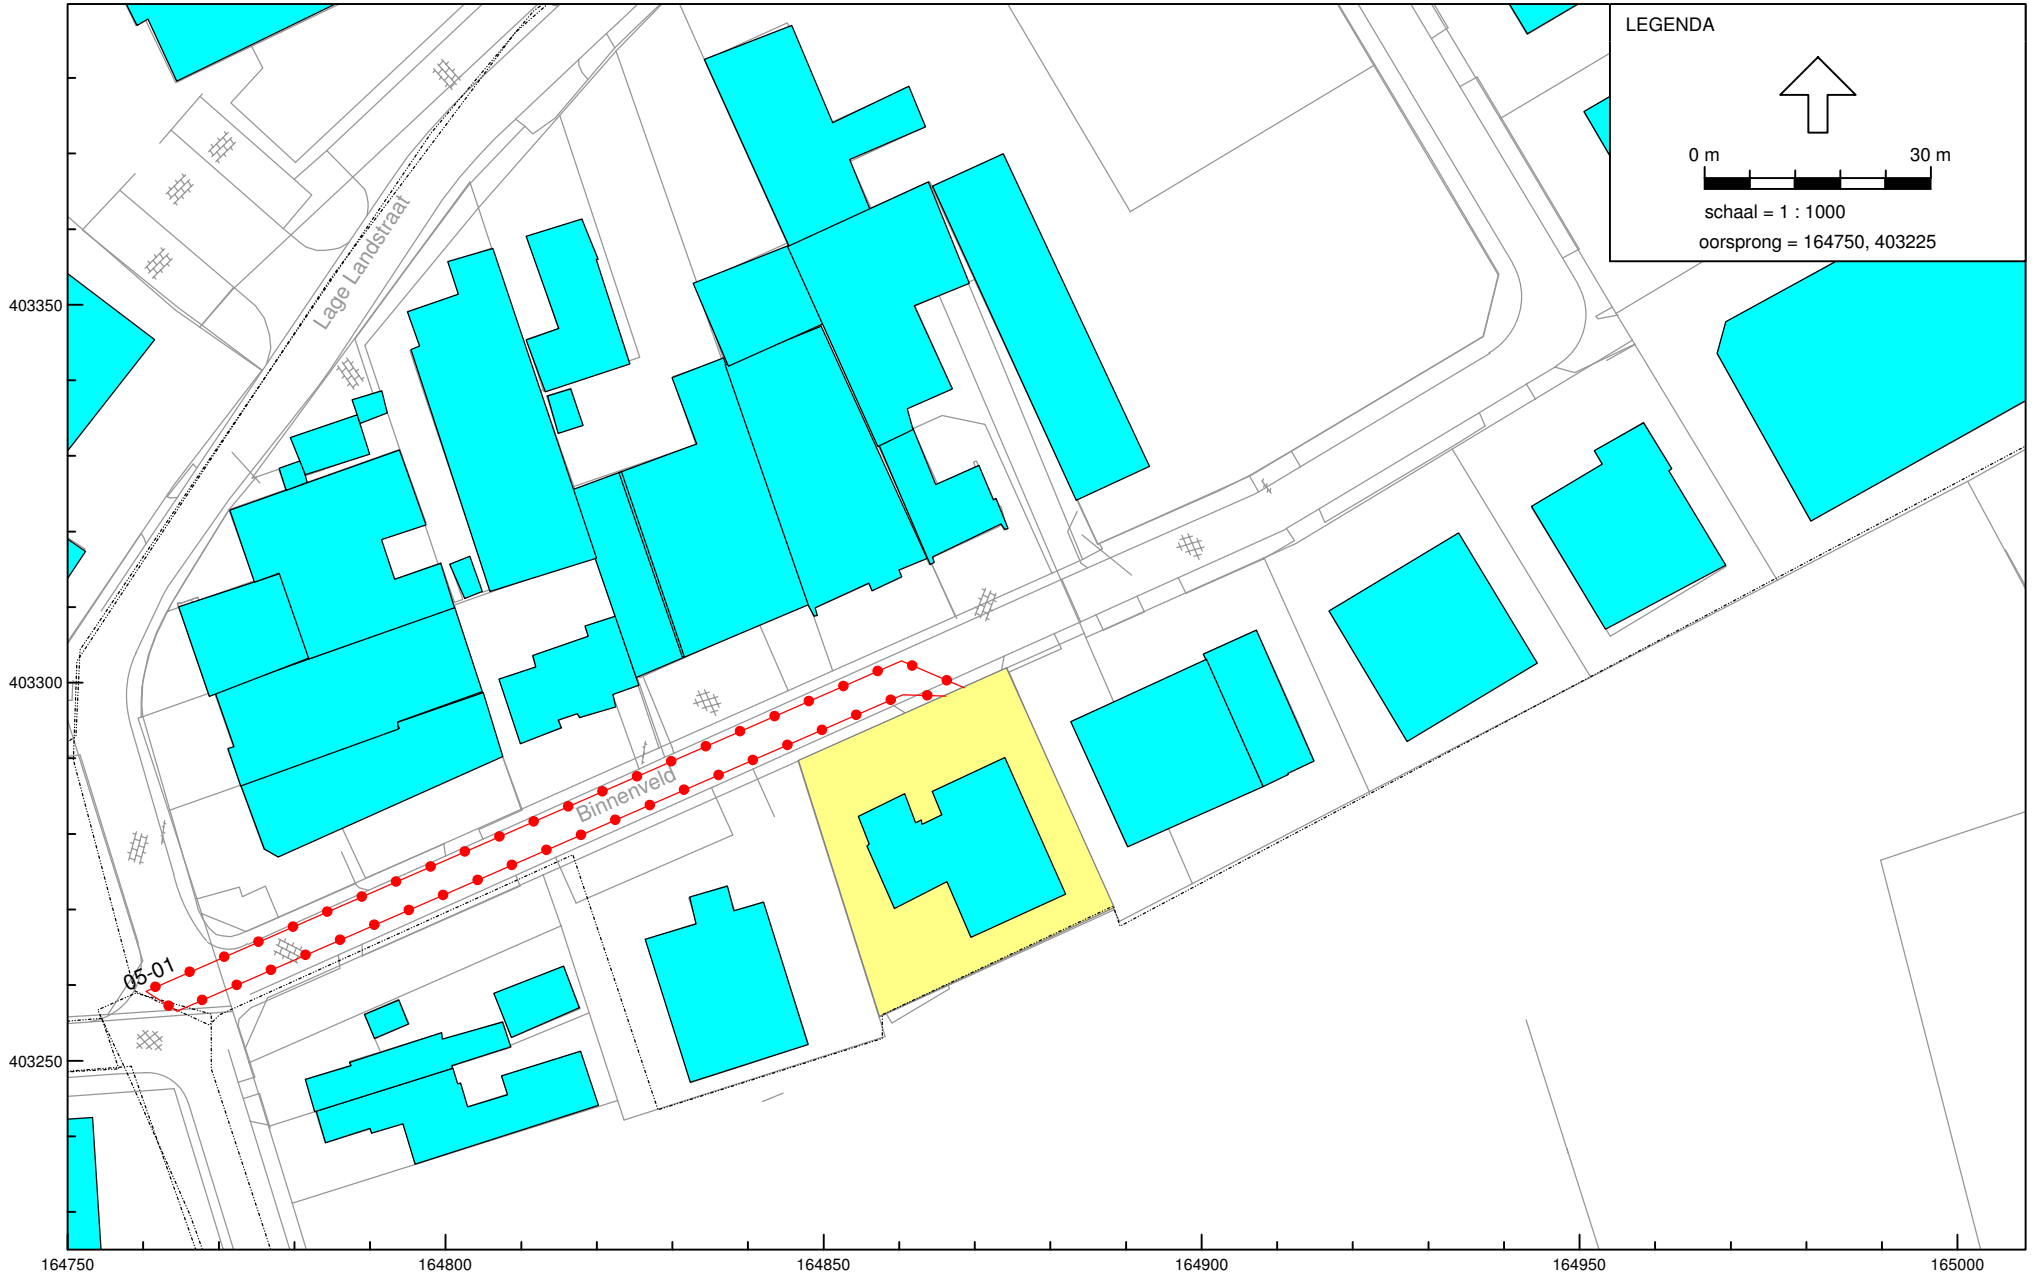 LEGENDA
0 m 30 m
schaal = 1 : 1000
oorsprong = 164750, 403225
Lage Landstraat
403350
403300
Binnenveld
05-01
403250
164750 164800 164850 164900 164950 165000